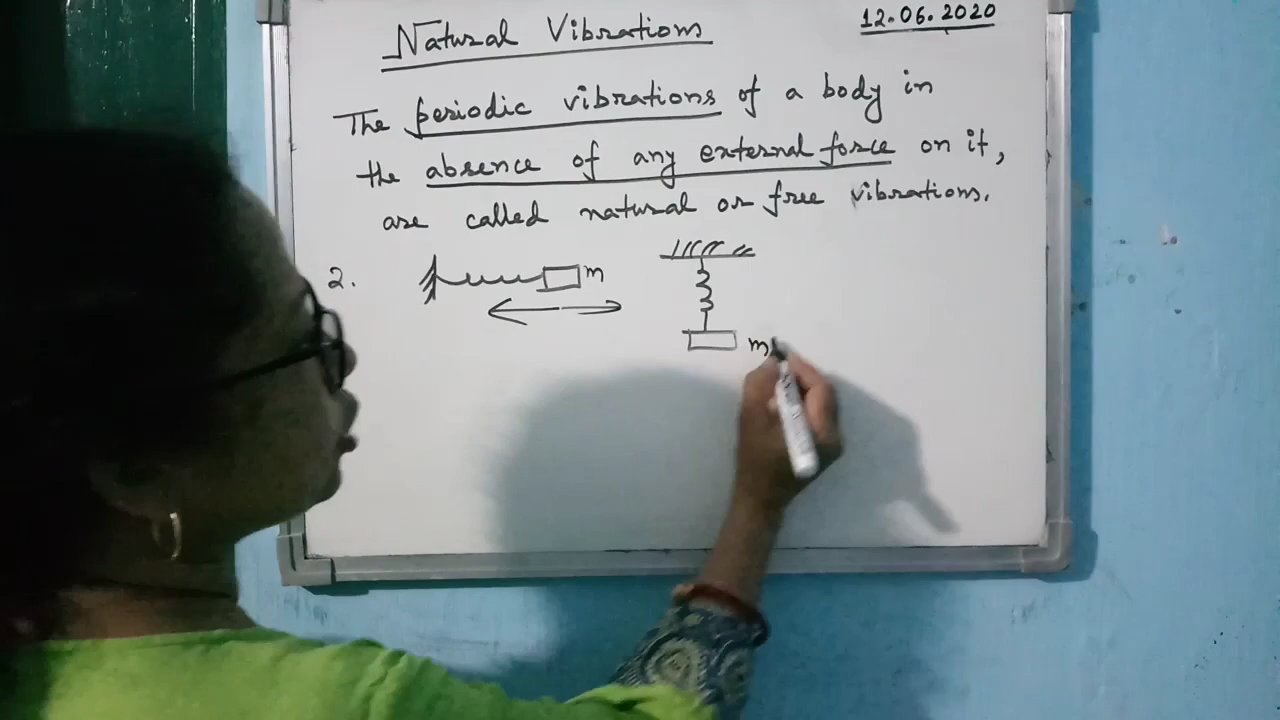 Natural Vibrations
12.06.2020
The periodic vibrations of a body in
the absence of any external force on it,
are called natural or free vibrations.
2.
m
m